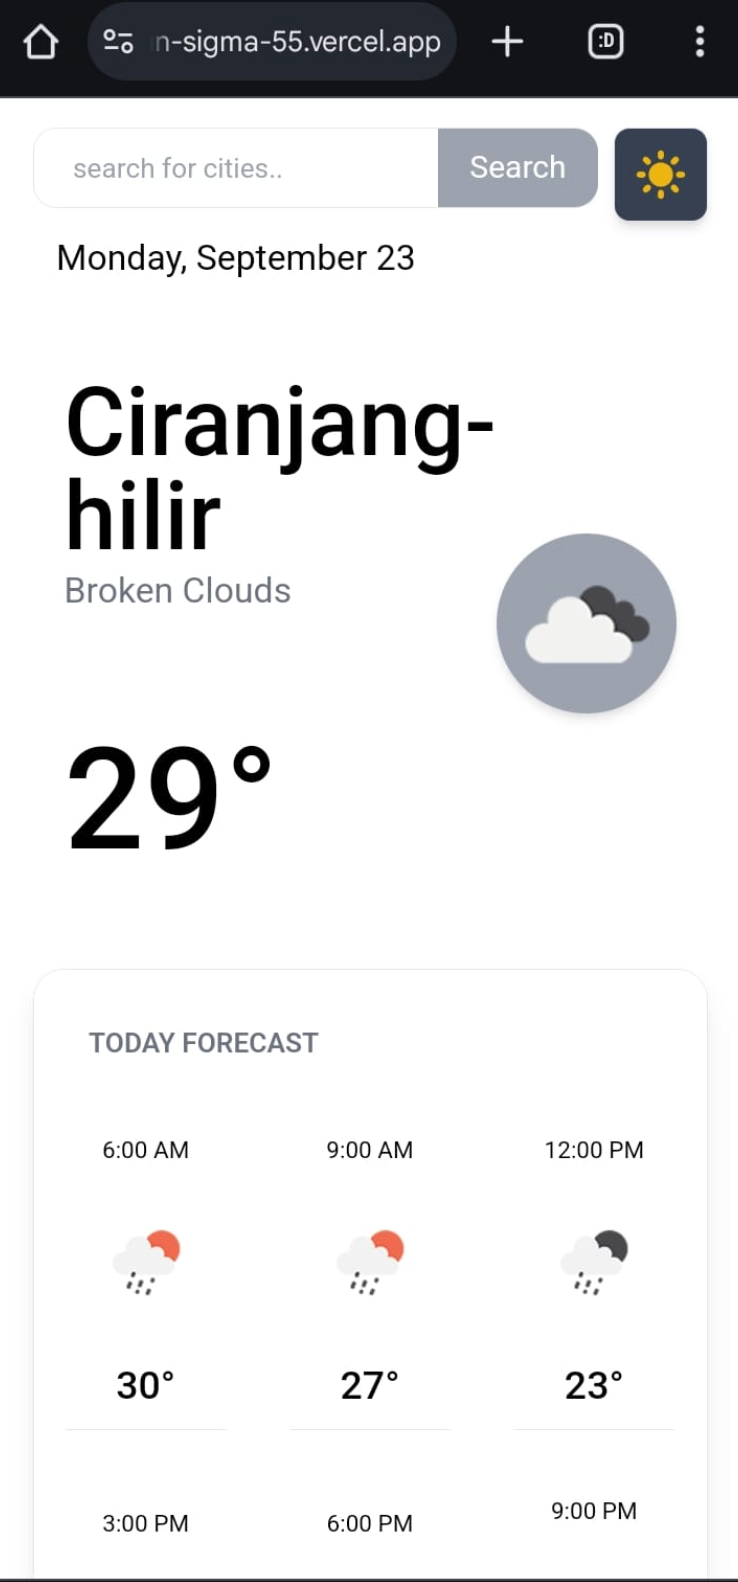 n-sigma-55.vercel.app
:D
search for cities..
Search
Monday, September 23
Ciranjang-
hilir
Broken Clouds
29°
TODAY FORECAST
6:00 AM 9:00 AM 12:00 PM
30° 27° 23°
3:00 PM 6:00 PM 9:00 PM